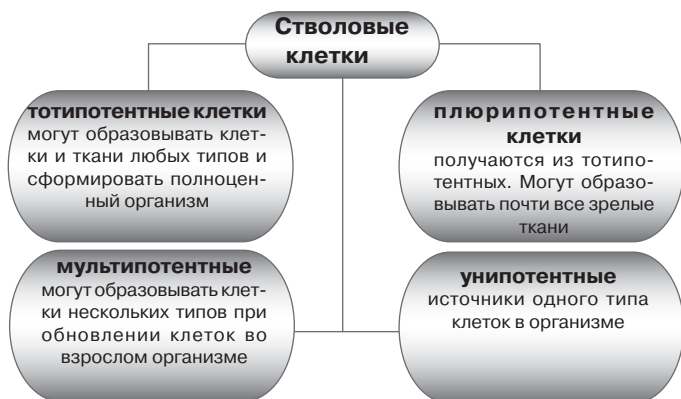 Стволовые
клетки
тотипотентные клетки
могут образовывать клет-
ки и ткани любых типов и
сформировать полноцен-
ный организм
плюрипотентные
клетки
получаются из тотипо-
тентных. Могут образо-
вывать почти все зрелые
ткани
мультипотентные
могут образовывать клет-
ки нескольких типов при
обновлении клеток во
взрослом организме
унипотентные
источники одного типа
клеток в организме